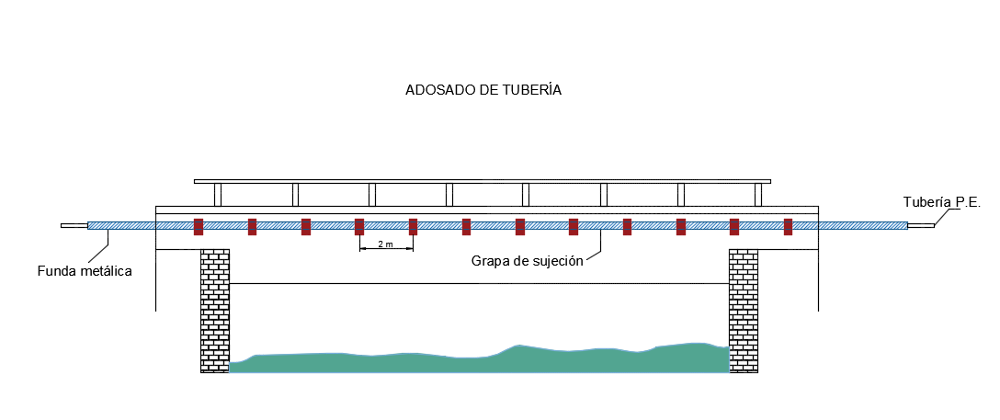 ADOSADO DE TUBERÍA
Tubería P.E.
2 m
Grapa de sujeción
Funda metálica